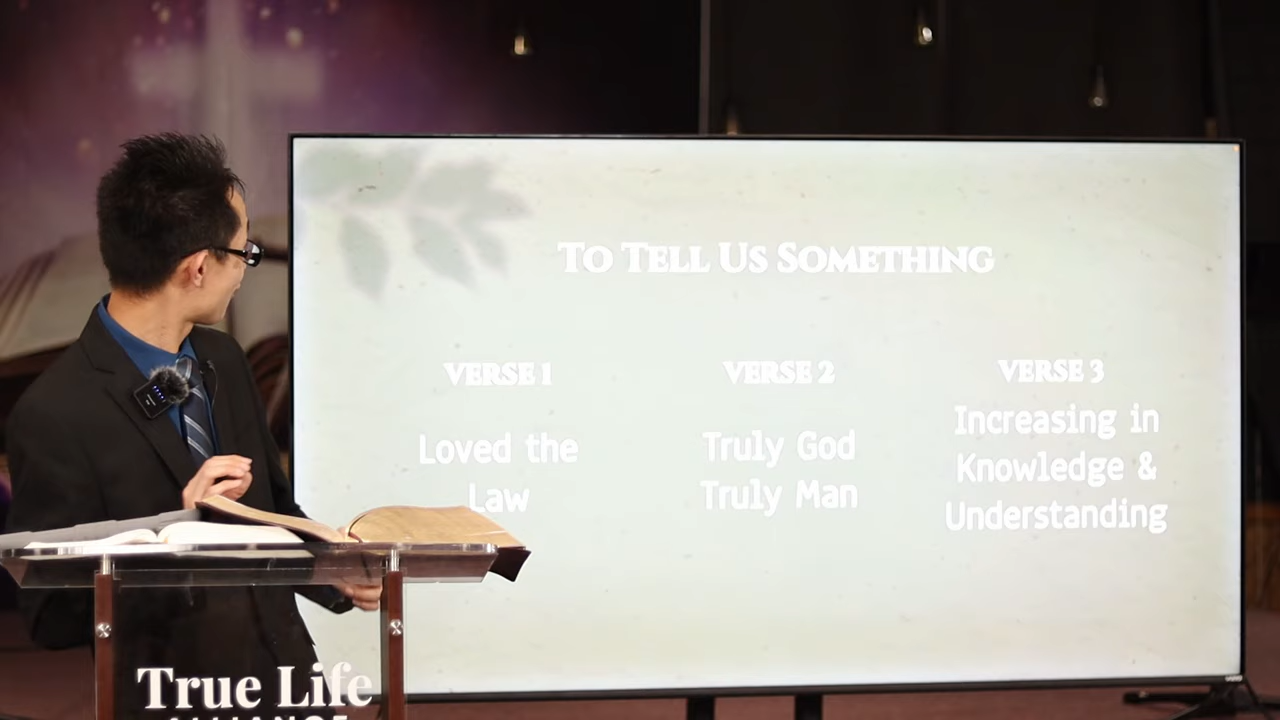 To Tell Us Something
VERSE 1
Loved the
Law
VERSE 2
Truly God
Truly Man
VERSE 3
Increasing in
Knowledge &
Understanding
True Life
ALLIANCE